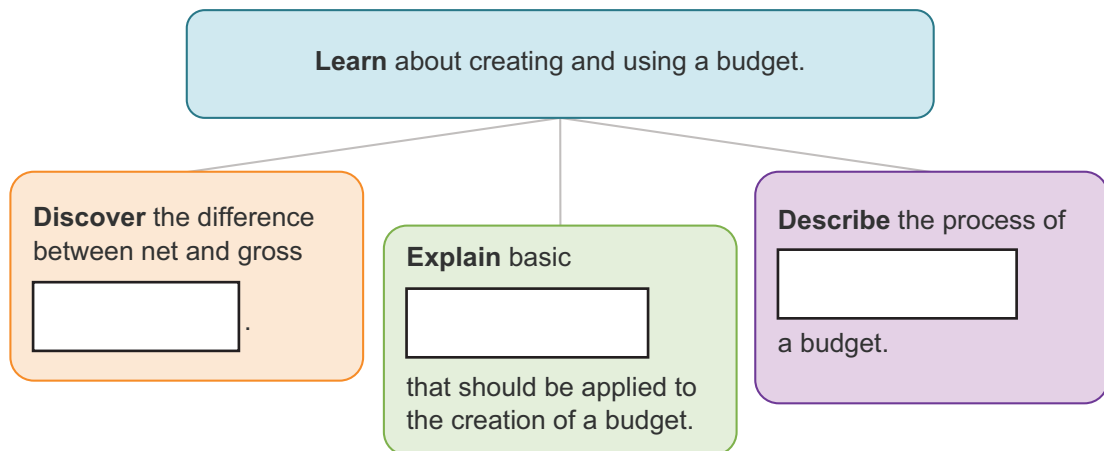 Learn about creating and using a budget.
Discover the difference
between net and gross
.
Explain basic
that should be applied to
the creation of a budget.
Describe the process of
a budget.